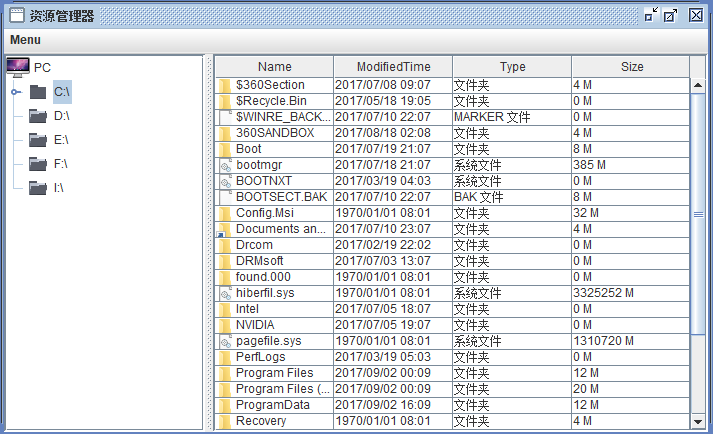 资源管理器
Menu
PC
C:\
D:\
E:\
F:\
I:\
Name ModifiedTime Type Size
$360Section 2017/07/08 09:07 文件夹 4 M
$Recycle.Bin 2017/05/18 19:05 文件夹 0 M
$WINRE_BACK... 2017/07/10 22:07 MARKER 文件 0 M
360SANDBOX 2017/08/18 02:08 文件夹 4 M
Boot 2017/07/19 21:07 文件夹 8 M
bootmgr 2017/07/18 21:07 系统文件 385 M
BOOTNXT 2017/03/19 04:03 系统文件 0 M
BOOTSECT.BAK 2017/07/10 22:07 BAK 文件 8 M
Config.Msi 1970/01/01 08:01 文件夹 32 M
Documents an... 2017/07/10 23:07 文件夹 4 M
Drcom 2017/02/19 22:02 文件夹 0 M
DRMsoft 2017/07/03 13:07 文件夹 0 M
found.000 1970/01/01 08:01 文件夹 0 M
hiberfil.sys 1970/01/01 08:01 系统文件 3325252 M
Intel 2017/07/05 18:07 文件夹 0 M
NVIDIA 2017/07/05 19:07 文件夹 0 M
pagefile.sys 1970/01/01 08:01 系统文件 1310720 M
PerfLogs 2017/03/19 05:03 文件夹 0 M
Program Files 2017/09/02 00:09 文件夹 12 M
Program Files (... 2017/09/02 00:09 文件夹 20 M
ProgramData 2017/09/02 16:09 文件夹 12 M
Recovery 1970/01/01 08:01 文件夹 4 M